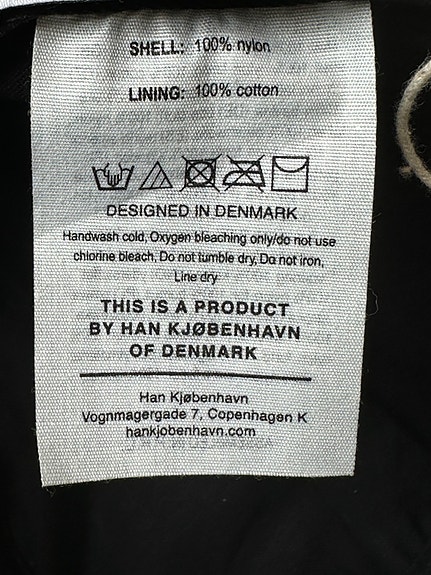 SHELL: 100% nylon
LINING: 100% cotton
DESIGNED IN DENMARK
Handwash cold, Oxygen bleaching only/do not use
chlorine bleach, Do not tumble dry, Do not iron,
Line dry
THIS IS A PRODUCT
BY HAN KJØBENHAVN
OF DENMARK
Han Kjøbenhavn
Vognmagergade 7, Copenhagen K
hankjobenhavn.com